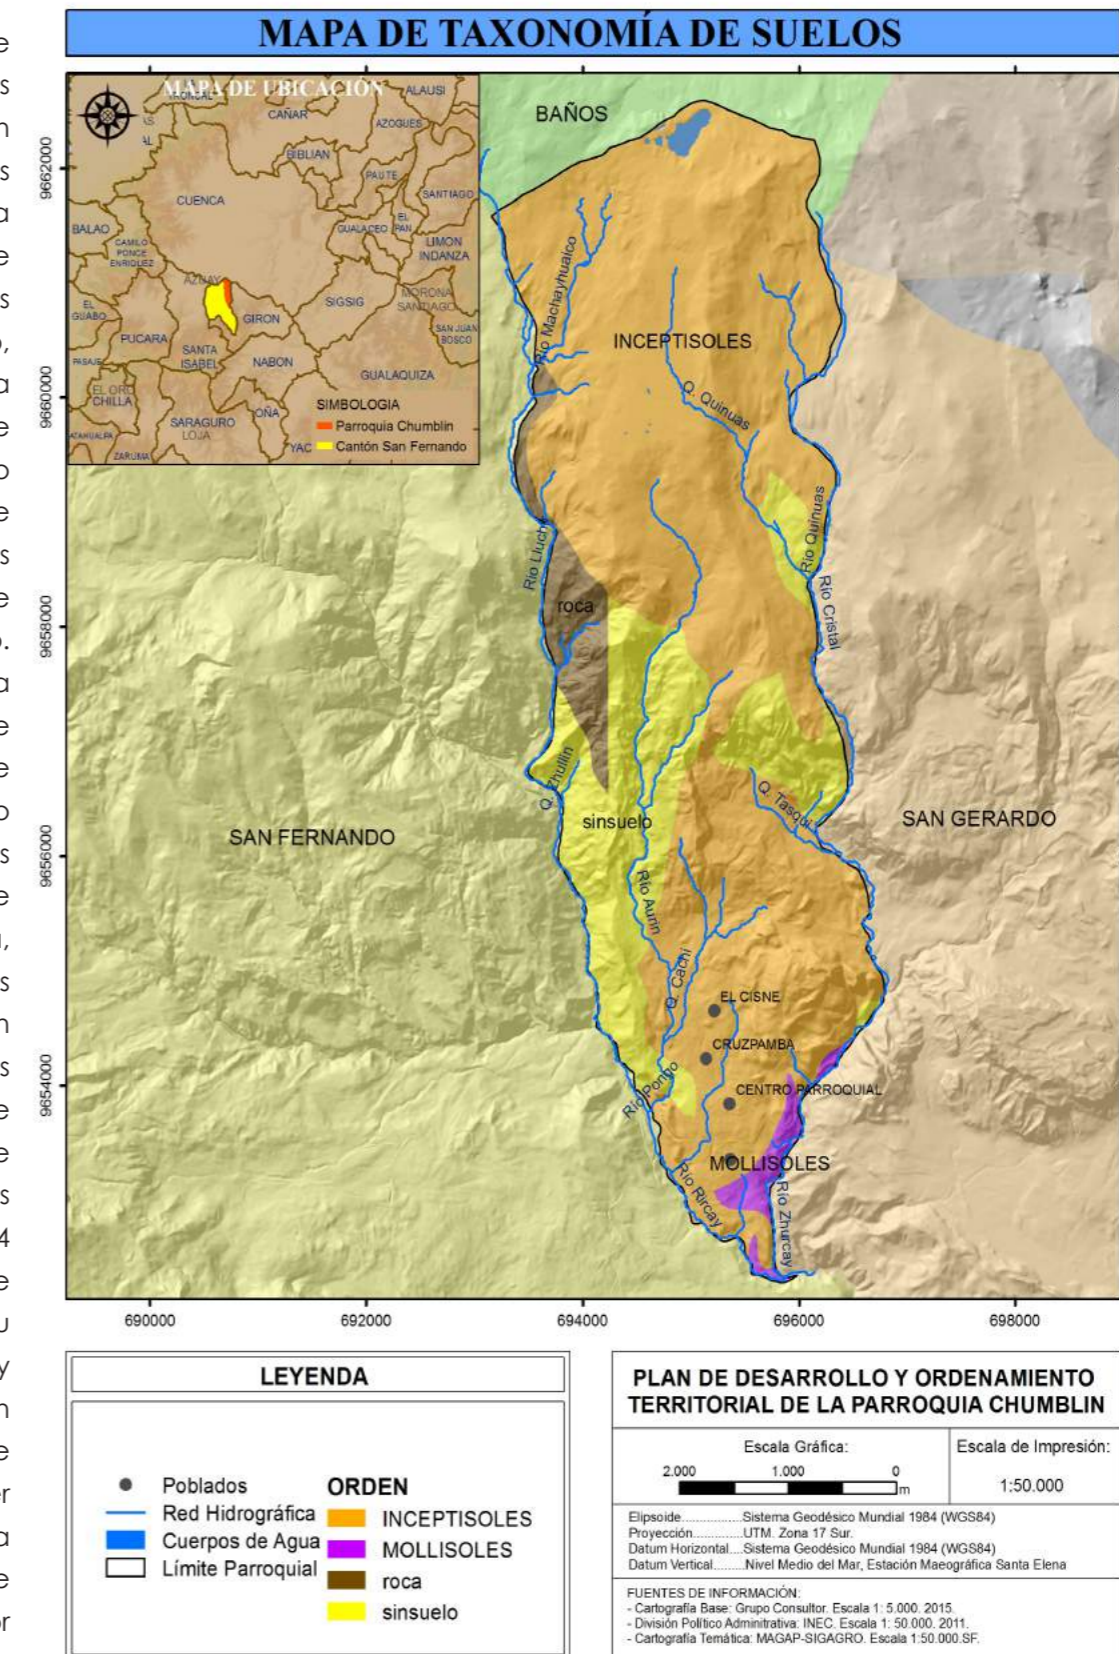 MAPA DE TAXONOMÍA DE SUELOS
MAPA DE UBICACIÓN
TRONCAL
ALAUSI
CAÑAR
AZOGUES
BIBLIAN
PAUTE
CUENCA
SANTIAGO
GUALACEO
EL PAN
BALAO
CAMILO PONCE ENRIQUEZ
LIMON INDANZA
AZUAY
MORONA SANTIAGO
EL GUABO
GIRON
SIGSIG
SAN JUAN BOSCO
PUCARA
SANTA ISABEL
NABON
PASAJE
GUALAQUIZA
EL ORO
CHILLA
OÑA
SARAGURO
LOJA
ATAHUALPA
YAC
ZARUMA
SIMBOLOGIA
Parroquia Chumblin
Cantón San Fernando
BAÑOS
Río Machayhuaico
INCEPTISOLES
Q. Quinuas
Río Quinuas
Río Lluchir
Río Cristal
roca
Q. Zhullin
Q. Tasqui
sinsuelo
SAN FERNANDO
SAN GERARDO
Río Aurin
Q. Cachi
EL CISNE
CRUZPAMBA
CENTRO PARROQUIAL
Río Pongo
MOLLISOLES
Río Rircay
Río Zhurcay
9662000
9660000
9658000
9656000
9654000
690000 692000 694000 696000 698000
LEYENDA
Poblados
Red Hidrográfica
Cuerpos de Agua
Límite Parroquial
ORDEN
INCEPTISOLES
MOLLISOLES
roca
sinsuelo
PLAN DE DESARROLLO Y ORDENAMIENTO
TERRITORIAL DE LA PARROQUIA CHUMBLIN
Escala Gráfica:
2.000 1.000 0
m
Escala de Impresión:
1:50.000
Elipsoide...............Sistema Geodésico Mundial 1984 (WGS84)
Proyección.............UTM. Zona 17 Sur.
Datum Horizontal....Sistema Geodésico Mundial 1984 (WGS84)
Datum Vertical........Nivel Medio del Mar, Estación Maeográfica Santa Elena
FUENTES DE INFORMACIÓN:
- Cartografía Base: Grupo Consultor. Escala 1: 5.000. 2015.
- División Político Adminitrativa: INEC. Escala 1: 50.000. 2011.
- Cartografía Temática: MAGAP-SIGAGRO. Escala 1:50.000.SF.